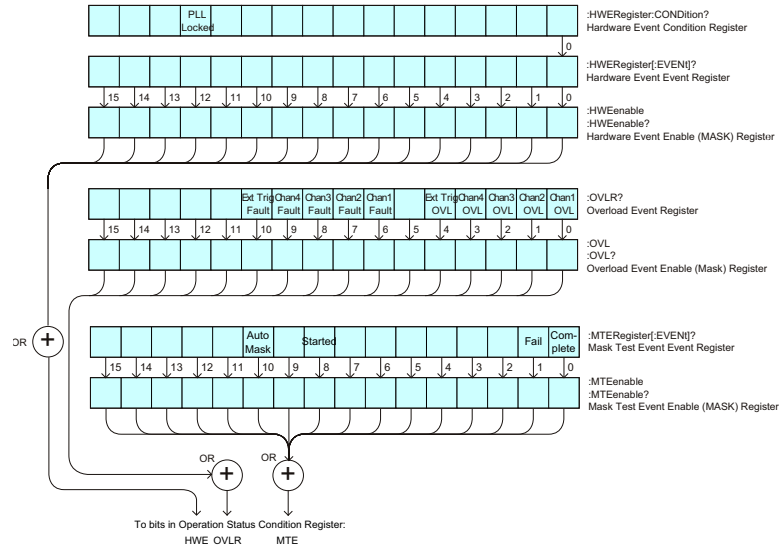 PLL
Locked
:HWERegister:CONDition?
Hardware Event Condition Register
0
:HWERegister[:EVENt]?
Hardware Event Event Register
15 14 13 12 11 10 9 8 7 6 5 4 3 2 1 0
:HWEenable
:HWEenable?
Hardware Event Enable (MASK) Register
Ext Trig Fault
Chan4 Fault
Chan3 Fault
Chan2 Fault
Chan1 Fault
Ext Trig OVL
Chan4 OVL
Chan3 OVL
Chan2 OVL
Chan1 OVL
:OVLR?
Overload Event Register
15 14 13 12 11 10 9 8 7 6 5 4 3 2 1 0
:OVL
:OVL?
Overload Event Enable (Mask) Register
OR +
Auto Mask
Started
Fail
Com-
plete
:MTERegister[:EVENt]?
Mask Test Event Event Register
15 14 13 12 11 10 9 8 7 6 5 4 3 2 1 0
:MTEenable
:MTEenable?
Mask Test Event Enable (MASK) Register
OR +
OR +
To bits in Operation Status Condition Register:
HWE OVLR MTE